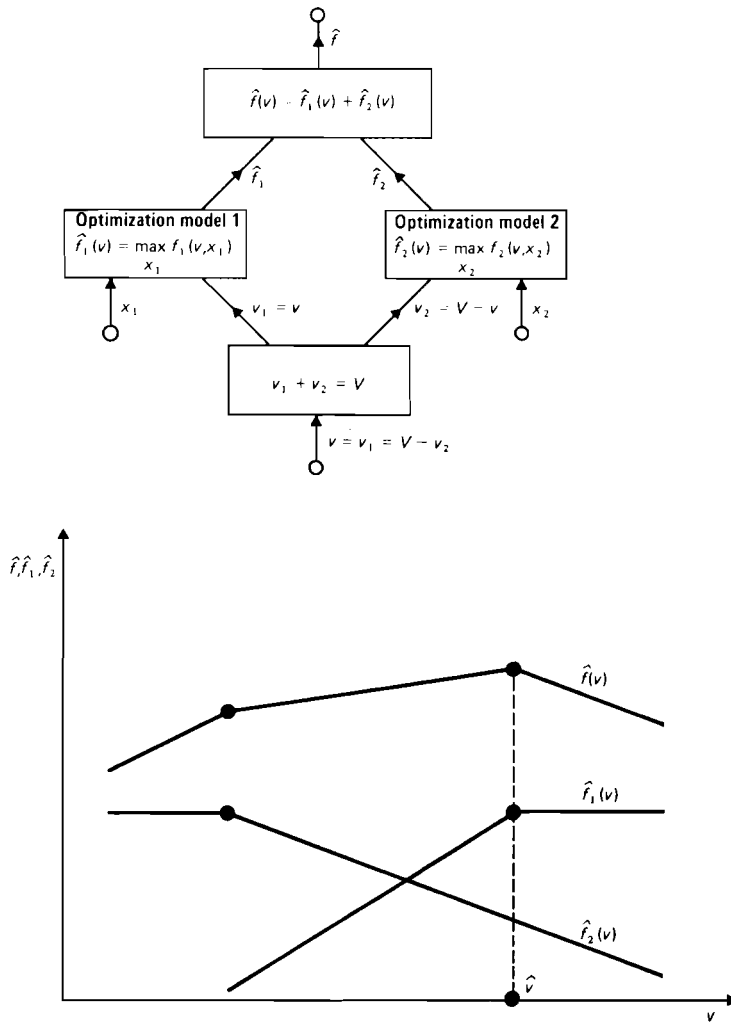 f̂
f̂(v) = f̂₁(v) + f̂₂(v)
f̂₁
f̂₂
Optimization model 1
f̂₁(v) = max f₁(v,x₁)
x₁
Optimization model 2
f̂₂(v) = max f₂(v,x₂)
x₂
x₁
v₁ = v
v₂ = V − v
x₂
v₁ + v₂ = V
v = v₁ = V − v₂
f̂,f̂₁,f̂₂
f̂(v)
f̂₁(v)
f̂₂(v)
v̂
v